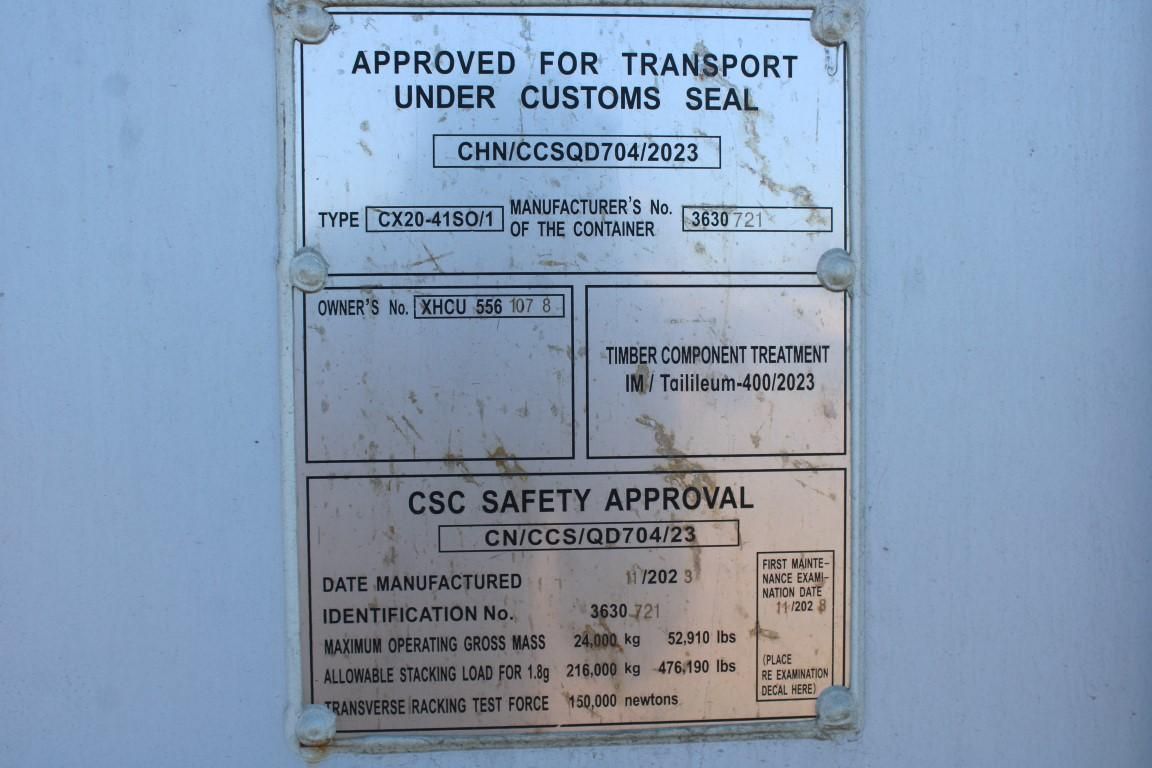 APPROVED FOR TRANSPORT
UNDER CUSTOMS SEAL
CHN/CCSQD704/2023
TYPE CX20-41SO/1 MANUFACTURER'S No. OF THE CONTAINER 3630 721
OWNER'S No. XHCU 556 107 8
TIMBER COMPONENT TREATMENT
IM / Tailileum-400/2023
CSC SAFETY APPROVAL
CN/CCS/QD704/23
DATE MANUFACTURED 11/2023
IDENTIFICATION No. 3630 721
MAXIMUM OPERATING GROSS MASS 24,000 kg 52,910 lbs
ALLOWABLE STACKING LOAD FOR 1.8g 216,000 kg 476,190 lbs
TRANSVERSE RACKING TEST FORCE 150,000 newtons
FIRST MAINTE-
NANCE EXAMI-
NATION DATE
11/2028
(PLACE
RE EXAMINATION
DECAL HERE)